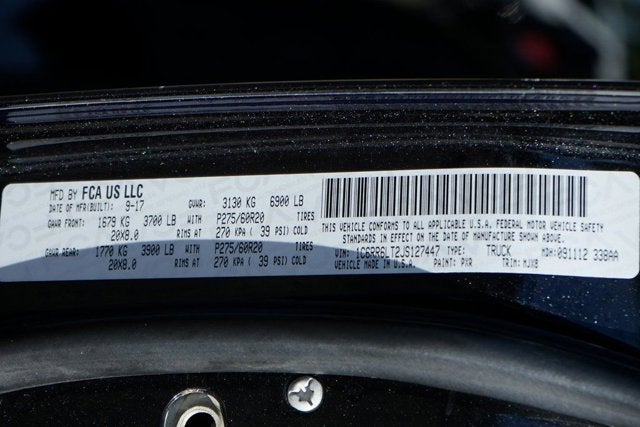 MFD BY FCA US LLC
DATE OF MFR(BUILT): 9-17 GVWR: 3130 KG 6900 LB
GAWR FRONT: 1679 KG 3700 LB WITH P275/60R20 TIRES
20X8.0 RIMS AT 270 KPA ( 39 PSI) COLD
GAWR REAR: 1770 KG 3900 LB WITH P275/60R20 TIRES
20X8.0 RIMS AT 270 KPA ( 39 PSI) COLD
THIS VEHICLE CONFORMS TO ALL APPLICABLE U.S.A. FEDERAL MOTOR VEHICLE SAFETY
STANDARDS IN EFFECT ON THE DATE OF MANUFACTURE SHOWN ABOVE.
VIN: 1C6RR6LT2JS127447 TYPE: TRUCK MDH: 091112 338AA
VEHICLE MADE IN U.S.A. PAINT: PXR TRIM: MJX8